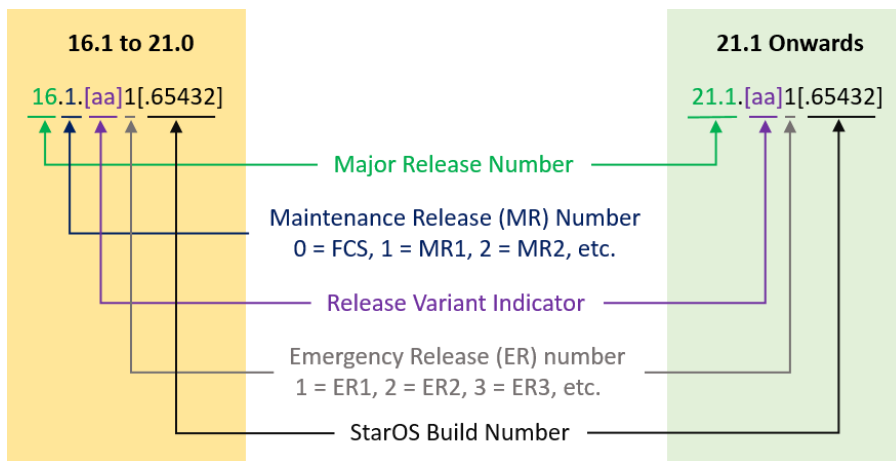 16.1 to 21.0
21.1 Onwards
16.1.[aa]1[.65432]
21.1.[aa]1[.65432]
Major Release Number
Maintenance Release (MR) Number
0 = FCS, 1 = MR1, 2 = MR2, etc.
Release Variant Indicator
Emergency Release (ER) number
1 = ER1, 2 = ER2, 3 = ER3, etc.
StarOS Build Number